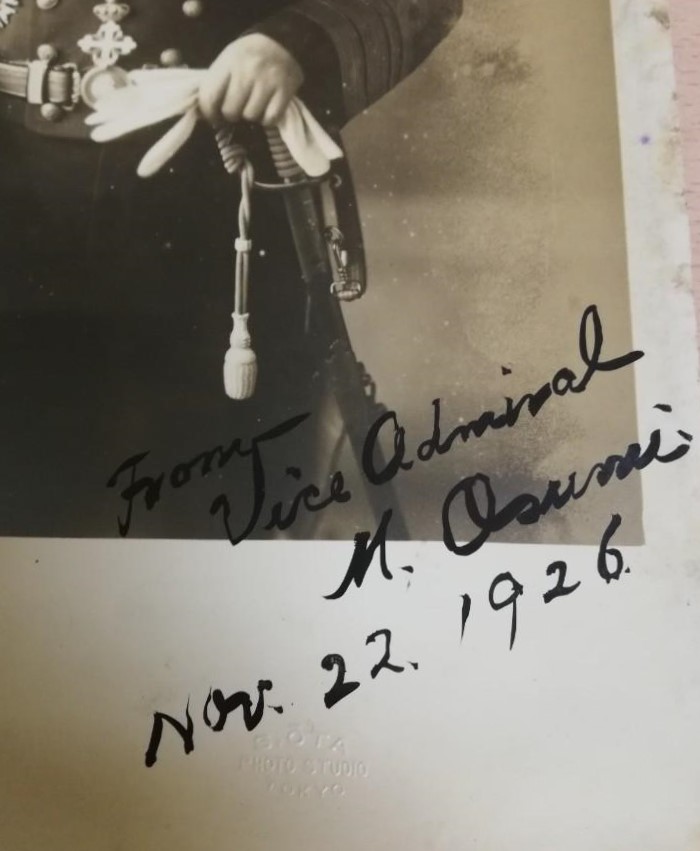 From
Vice Admiral
M. Osumi.
Nov. 22. 1926.
PHOTO STUDIO
TOKYO